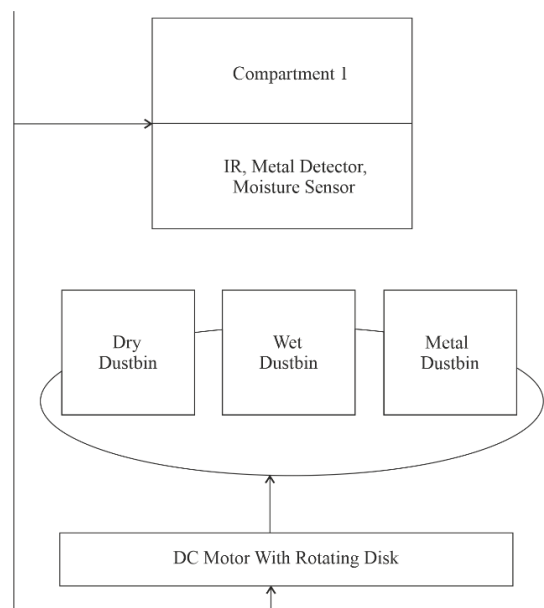 Compartment 1
IR, Metal Detector,
Moisture Sensor
Dry
Dustbin
Wet
Dustbin
Metal
Dustbin
DC Motor With Rotating Disk